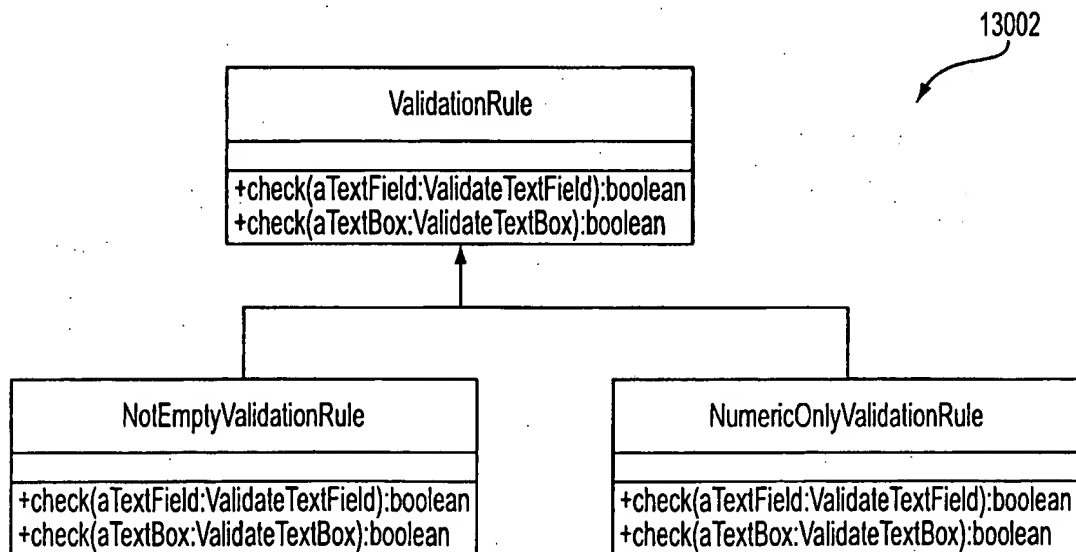 13002
ValidationRule
+check(aTextField:ValidateTextField):boolean
+check(aTextBox:ValidateTextBox):boolean
NotEmptyValidationRule
+check(aTextField:ValidateTextField):boolean
+check(aTextBox:ValidateTextBox):boolean
NumericOnlyValidationRule
+check(aTextField:ValidateTextField):boolean
+check(aTextBox:ValidateTextBox):boolean